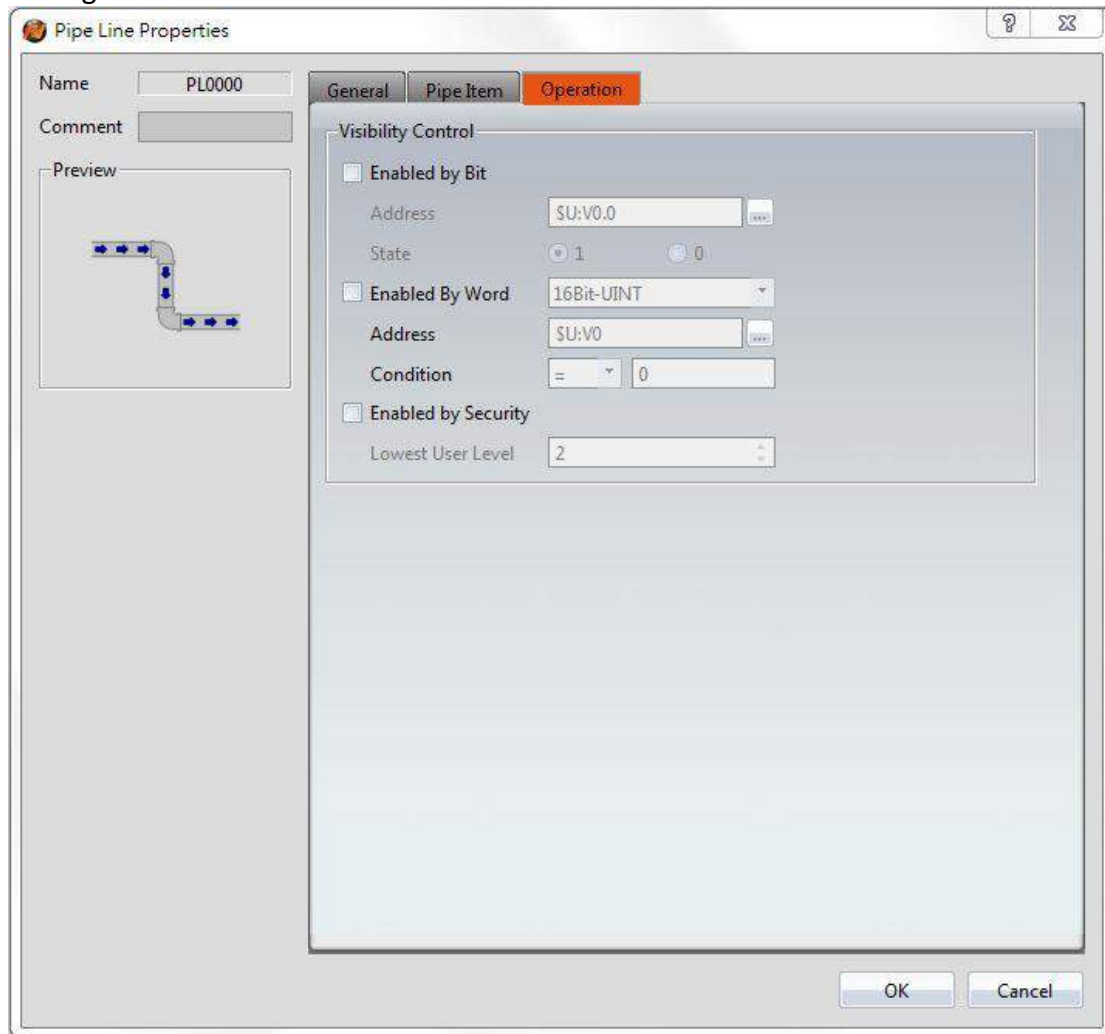 Pipe Line Properties
Name PL0000
Comment
Preview
General Pipe Item Operation
Visibility Control
Enabled by Bit
Address $U:V0.0 ...
State 1 0
Enabled By Word 16Bit-UINT
Address $U:V0 ...
Condition = 0
Enabled by Security
Lowest User Level 2
OK Cancel